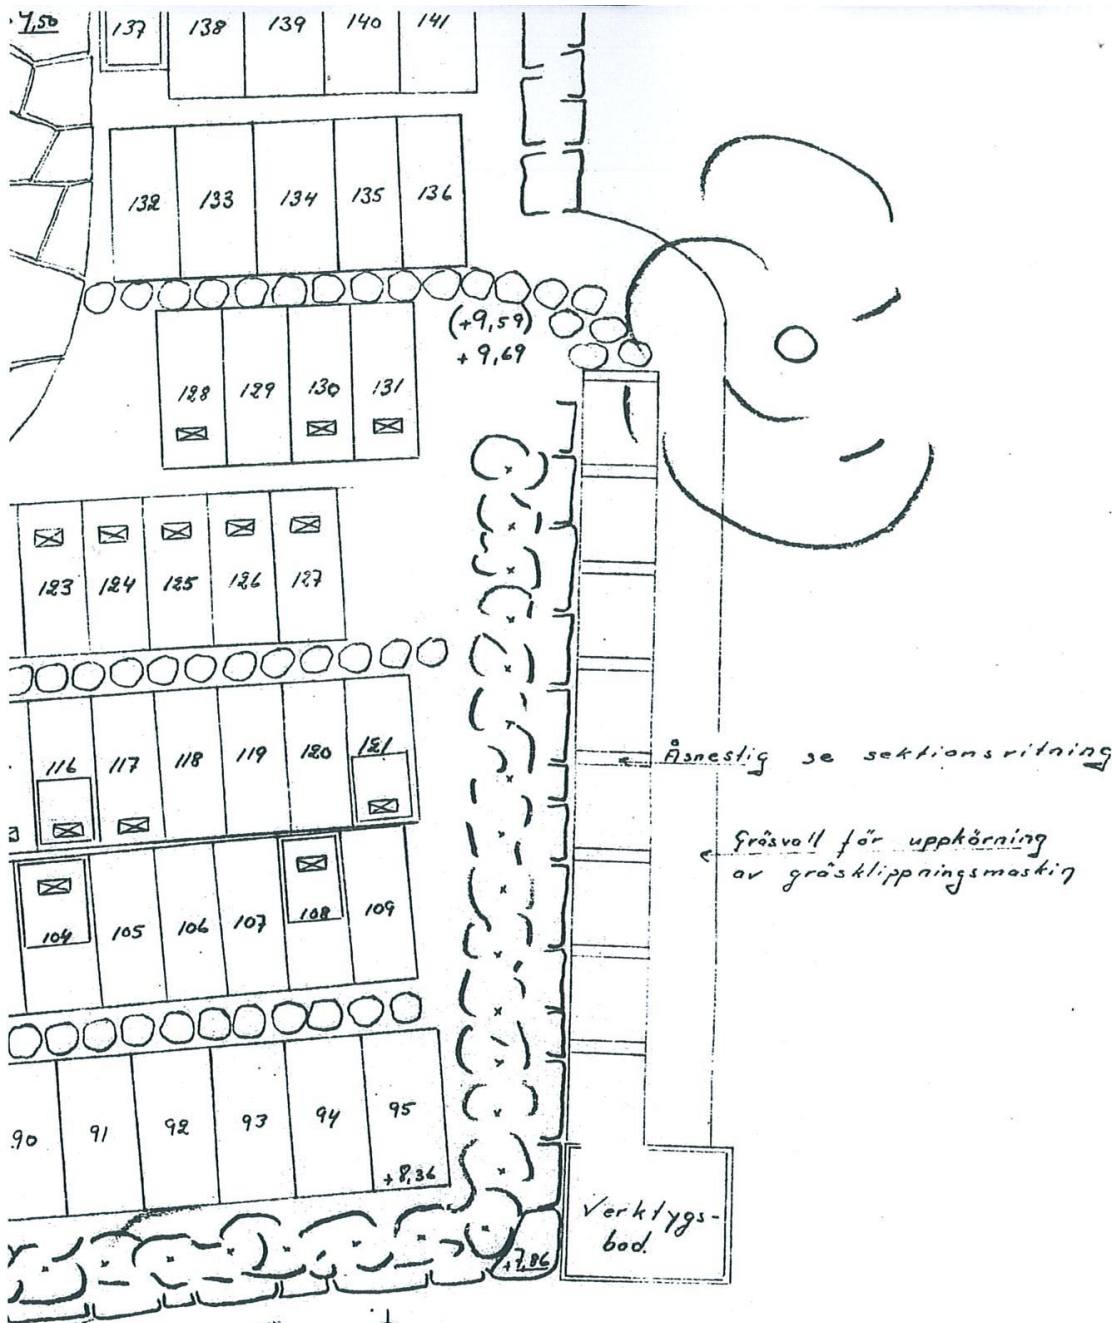 7,50
137 138 139 140 141
132 133 134 135 136
(+9,59)
+ 9,69
128 129 130 131
123 124 125 126 127
116 117 118 119 120 121
Åsnestig se sektionsritning
Gräsvall för uppkörning
av gräsklippningsmaskin
104 105 106 107 108 109
90 91 92 93 94 95
+8,36
Verktygs-
bod.
+7,86